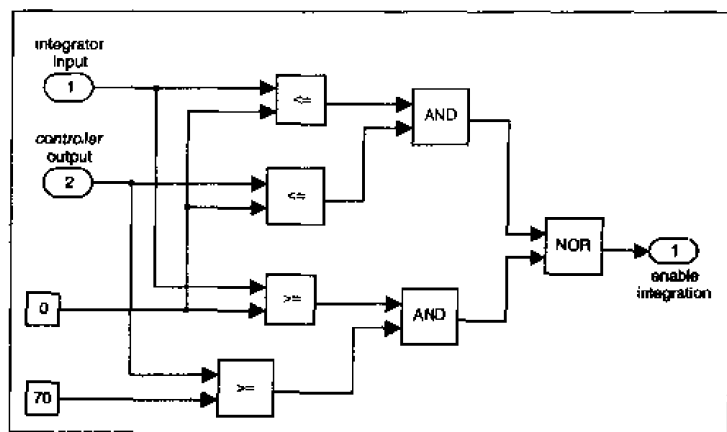 integrator
input
1
<=
AND
controller
output
2
<=
NOR
1
enable
integration
0
>=
AND
70
>=